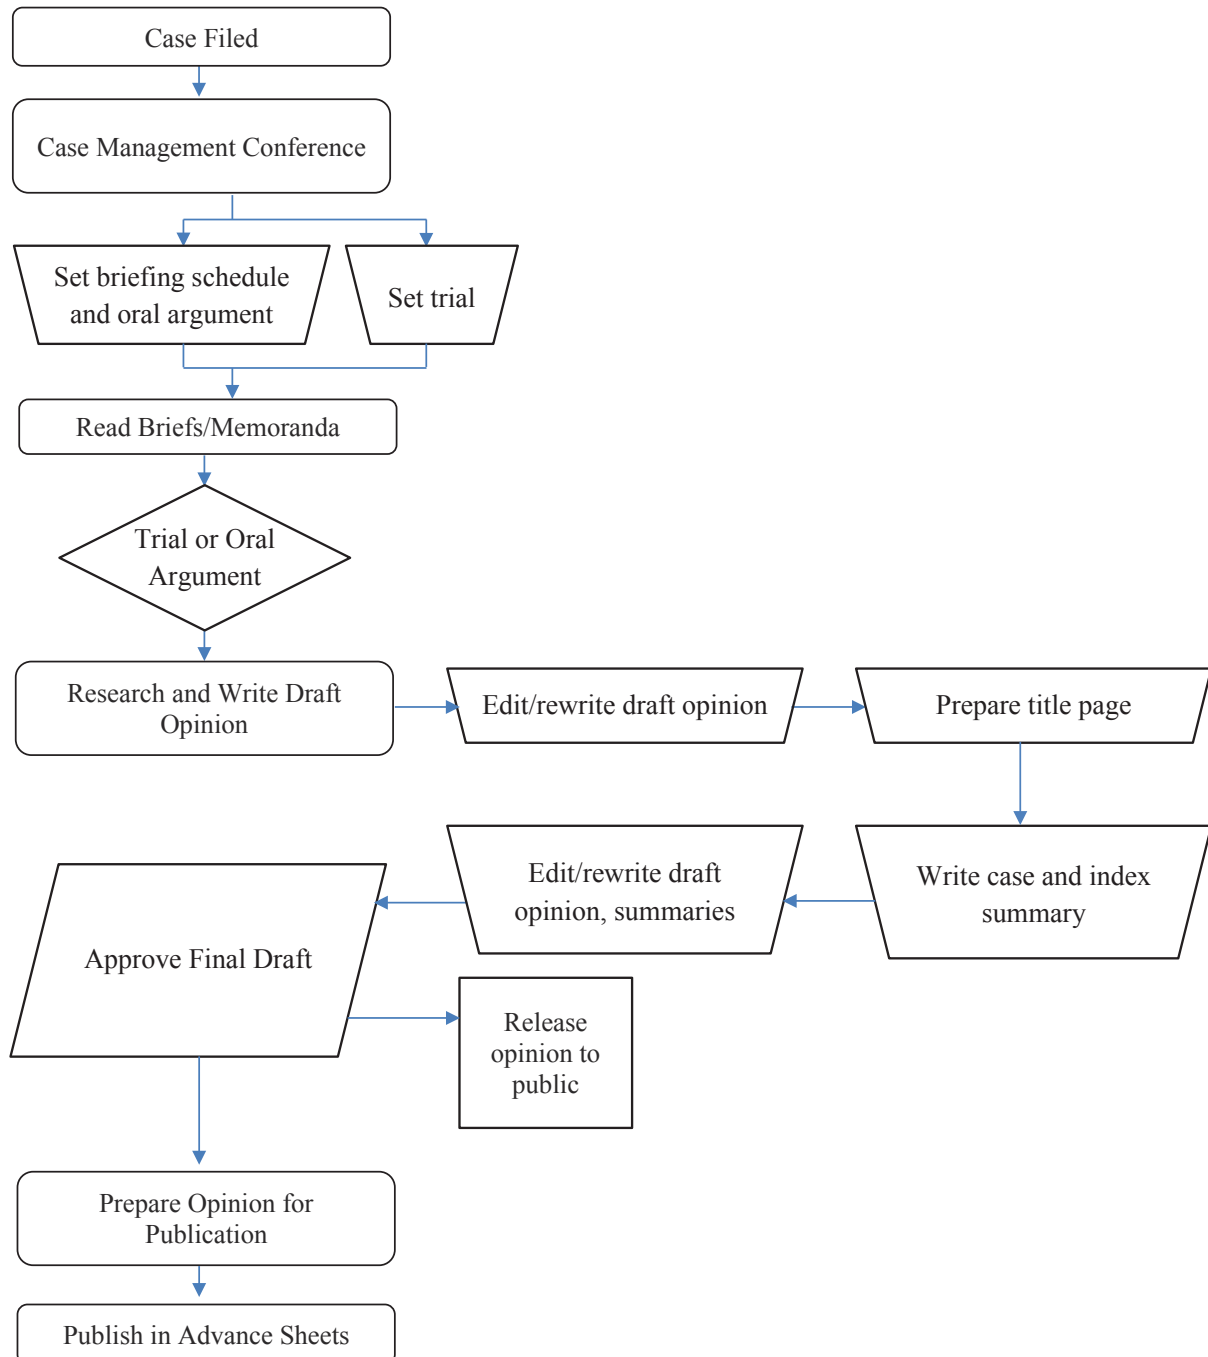 Case Filed
Case Management Conference
Set briefing schedule
and oral argument
Set trial
Read Briefs/Memoranda
Trial or Oral
Argument
Research and Write Draft
Opinion
Edit/rewrite draft opinion
Prepare title page
Write case and index
summary
Edit/rewrite draft
opinion, summaries
Approve Final Draft
Release
opinion to
public
Prepare Opinion for
Publication
Publish in Advance Sheets